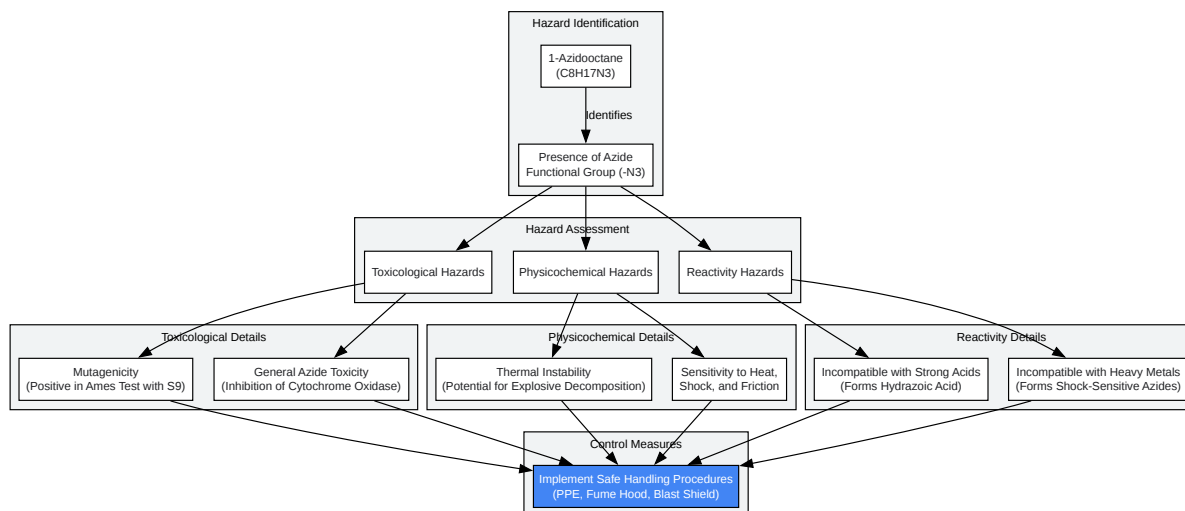 Hazard Identification
1-Azidooctane
(C8H17N3)
Identifies
Presence of Azide
Functional Group (-N3)
Hazard Assessment
Toxicological Hazards
Physicochemical Hazards
Reactivity Hazards
Toxicological Details
Mutagenicity
(Positive in Ames Test with S9)
General Azide Toxicity
(Inhibition of Cytochrome Oxidase)
Physicochemical Details
Thermal Instability
(Potential for Explosive Decomposition)
Sensitivity to Heat,
Shock, and Friction
Reactivity Details
Incompatible with Strong Acids
(Forms Hydrazoic Acid)
Incompatible with Heavy Metals
(Forms Shock-Sensitive Azides)
Control Measures
Implement Safe Handling Procedures
(PPE, Fume Hood, Blast Shield)